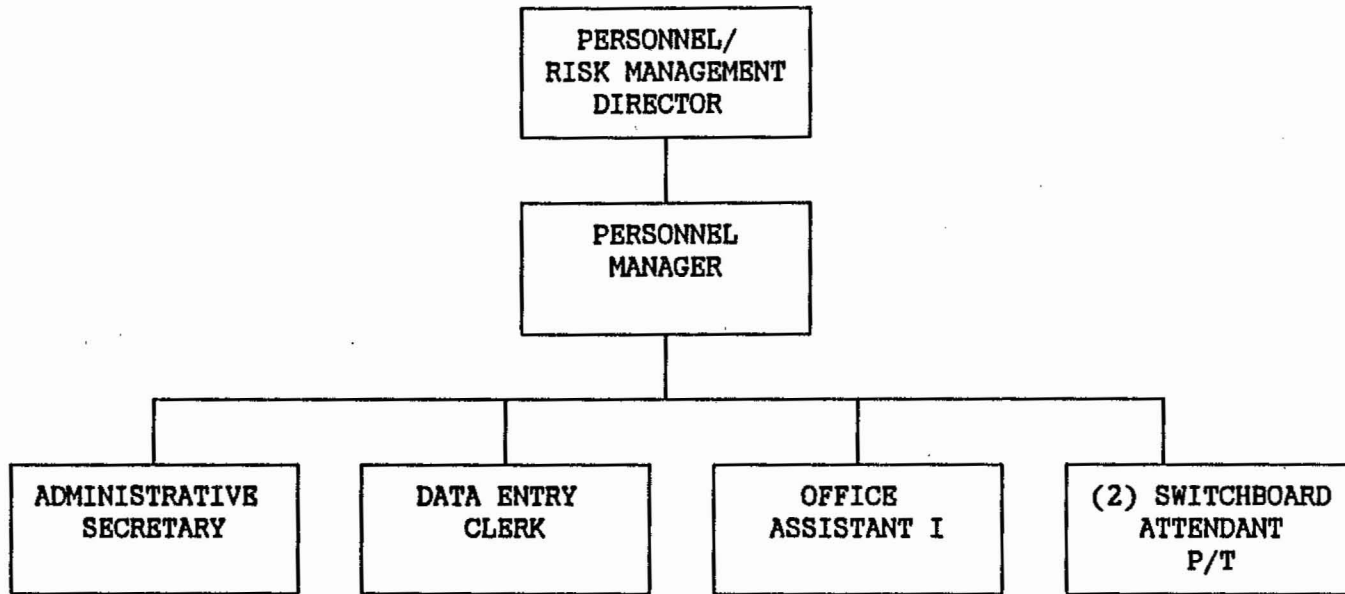 PERSONNEL/
RISK MANAGEMENT
DIRECTOR
PERSONNEL
MANAGER
ADMINISTRATIVE
SECRETARY
DATA ENTRY
CLERK
OFFICE
ASSISTANT I
(2) SWITCHBOARD
ATTENDANT
P/T